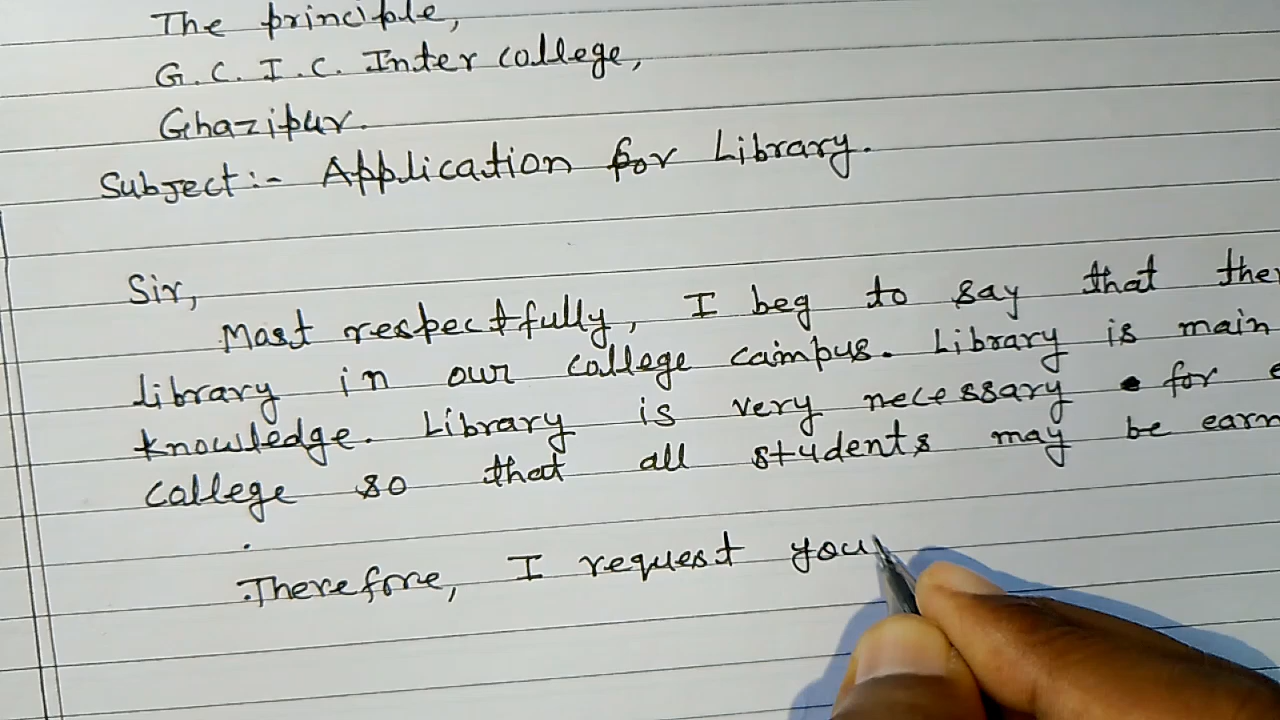 The principle,
G.C.I.C. Inter college,
Ghazipur.
Subject:- Application for Library.
Sir,
Most respectfully, I beg to say that
library in our college campus. Library is main
knowledge. Library is very necessary for
college so that all students may be earn
Therefore, I request you